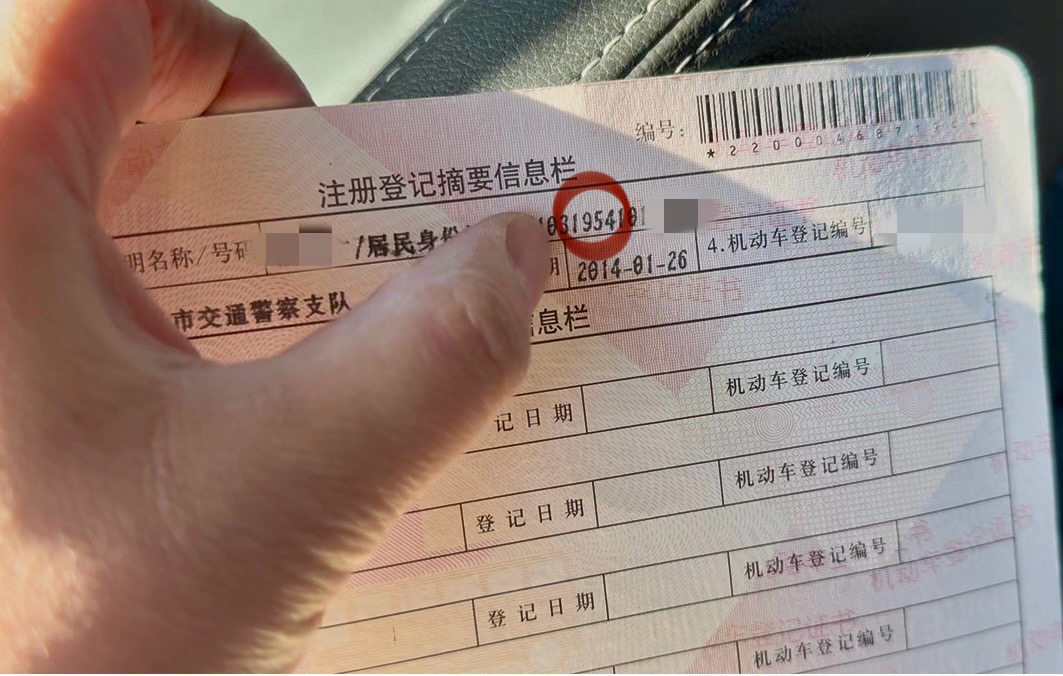 编号:
*220004687194*
注册登记摘要信息栏
明名称/号码 /居民身份 1031954101
期 2014-01-26 4.机动车登记编号
市交通警察支队
信息栏
记日期 机动车登记编号
登记日期 机动车登记编号
登记日期 机动车登记编号
机动车登记编号